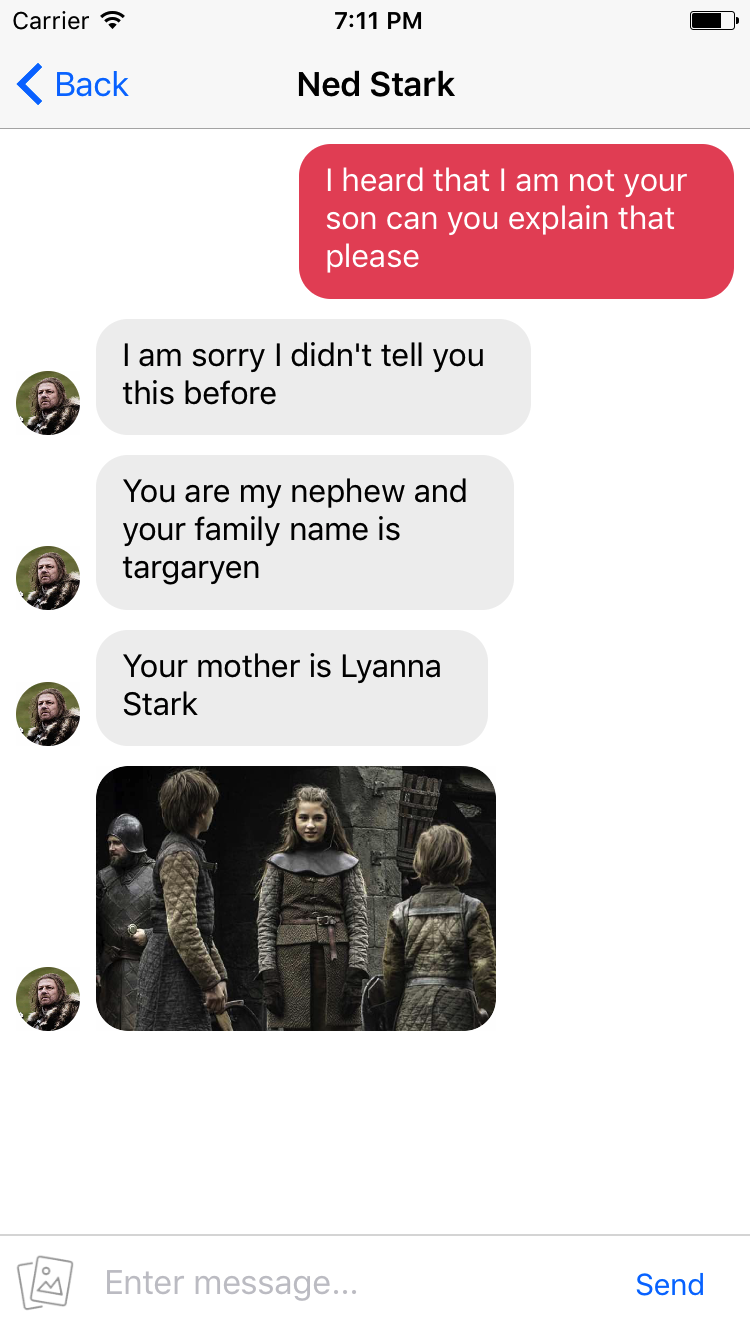 Carrier 7:11 PM
Back Ned Stark
I heard that I am not your
son can you explain that
please
I am sorry I didn't tell you
this before
You are my nephew and
your family name is
targaryen
Your mother is Lyanna
Stark
Enter message... Send